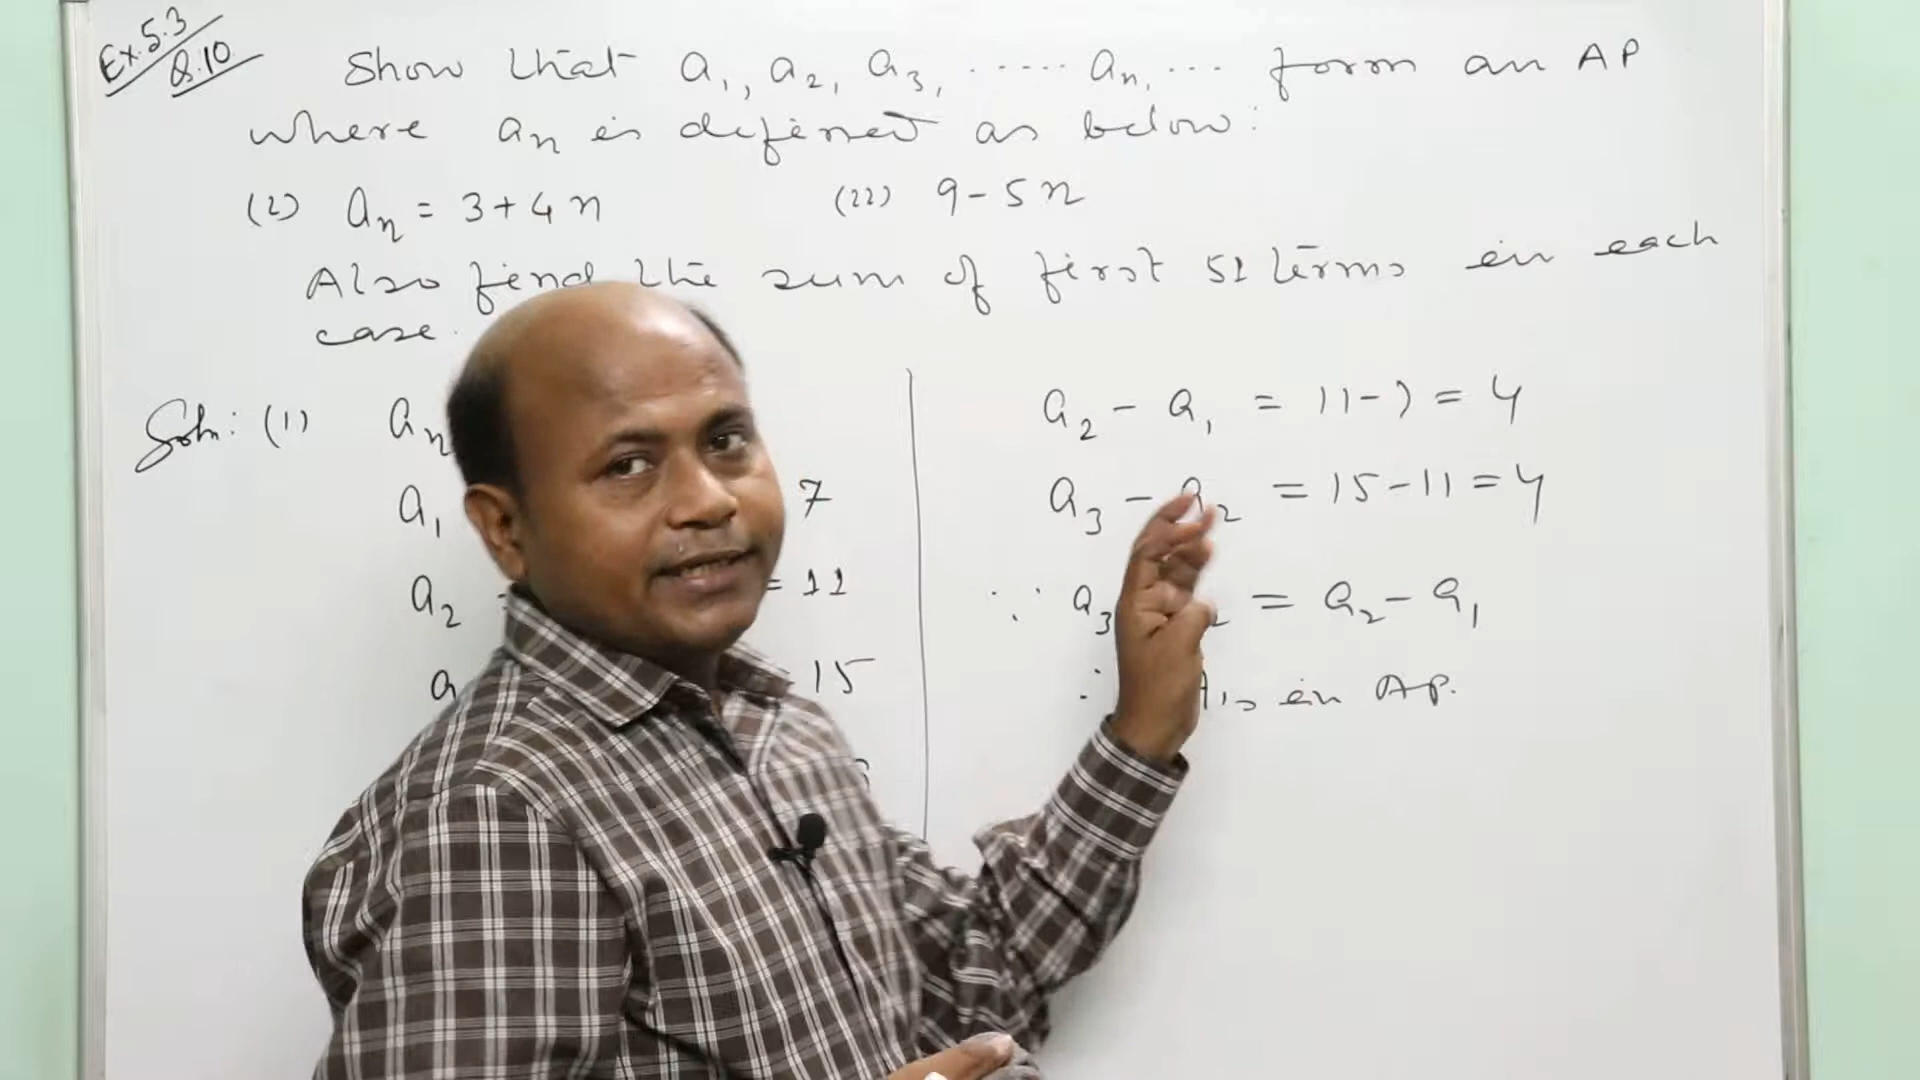 Ex. 5.3
Q.10
Show that a₁, a₂, a₃, ..... aₙ, ... form an AP
where aₙ is defined as below:
(i) aₙ = 3+4n (ii) 9-5n
Also find the sum of first 51 terms in each
case.
Soln: (1) aₙ
a₁ 7
a₂ = 11
a 15
a₂ - a₁ = 11-7 = 4
a₃ - a₂ = 15-11 = 4
∵ a₃ = a₂ - a₁
∴ in AP.